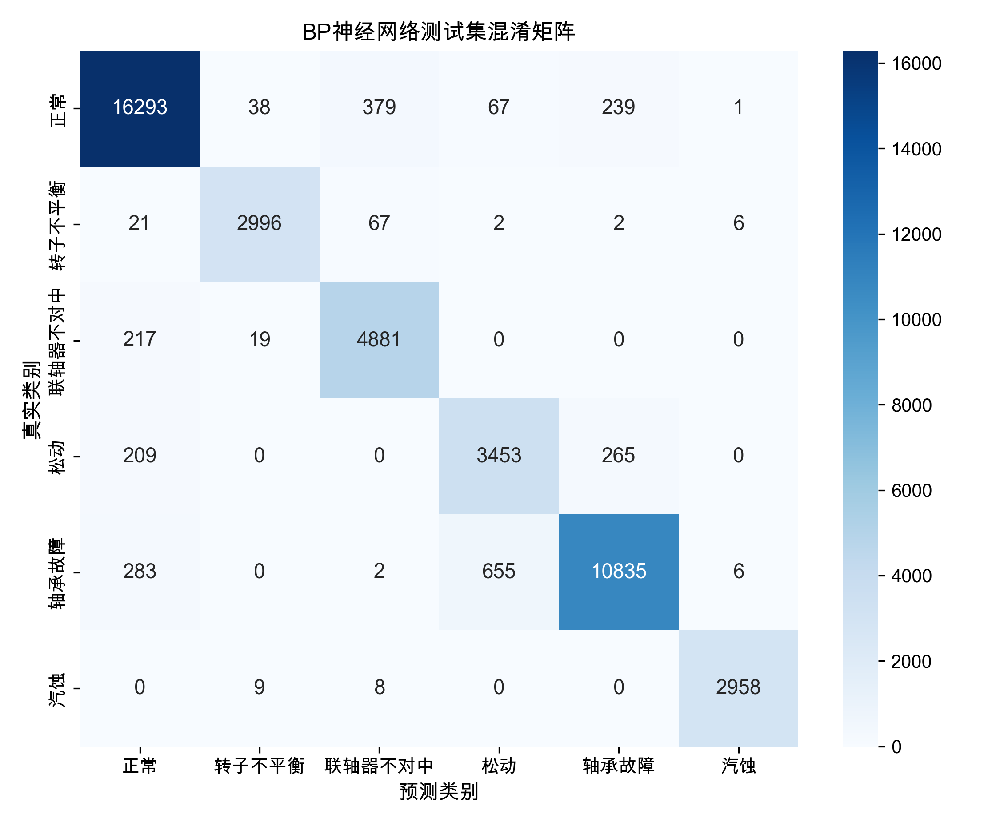 BP神经网络测试集混淆矩阵
真实类别
正常 16293 38 379 67 239 1
转子不平衡 21 2996 67 2 2 6
联轴器不对中 217 19 4881 0 0 0
松动 209 0 0 3453 265 0
轴承故障 283 0 2 655 10835 6
汽蚀 0 9 8 0 0 2958
正常 转子不平衡 联轴器不对中 松动 轴承故障 汽蚀
预测类别
16000
14000
12000
10000
8000
6000
4000
2000
0